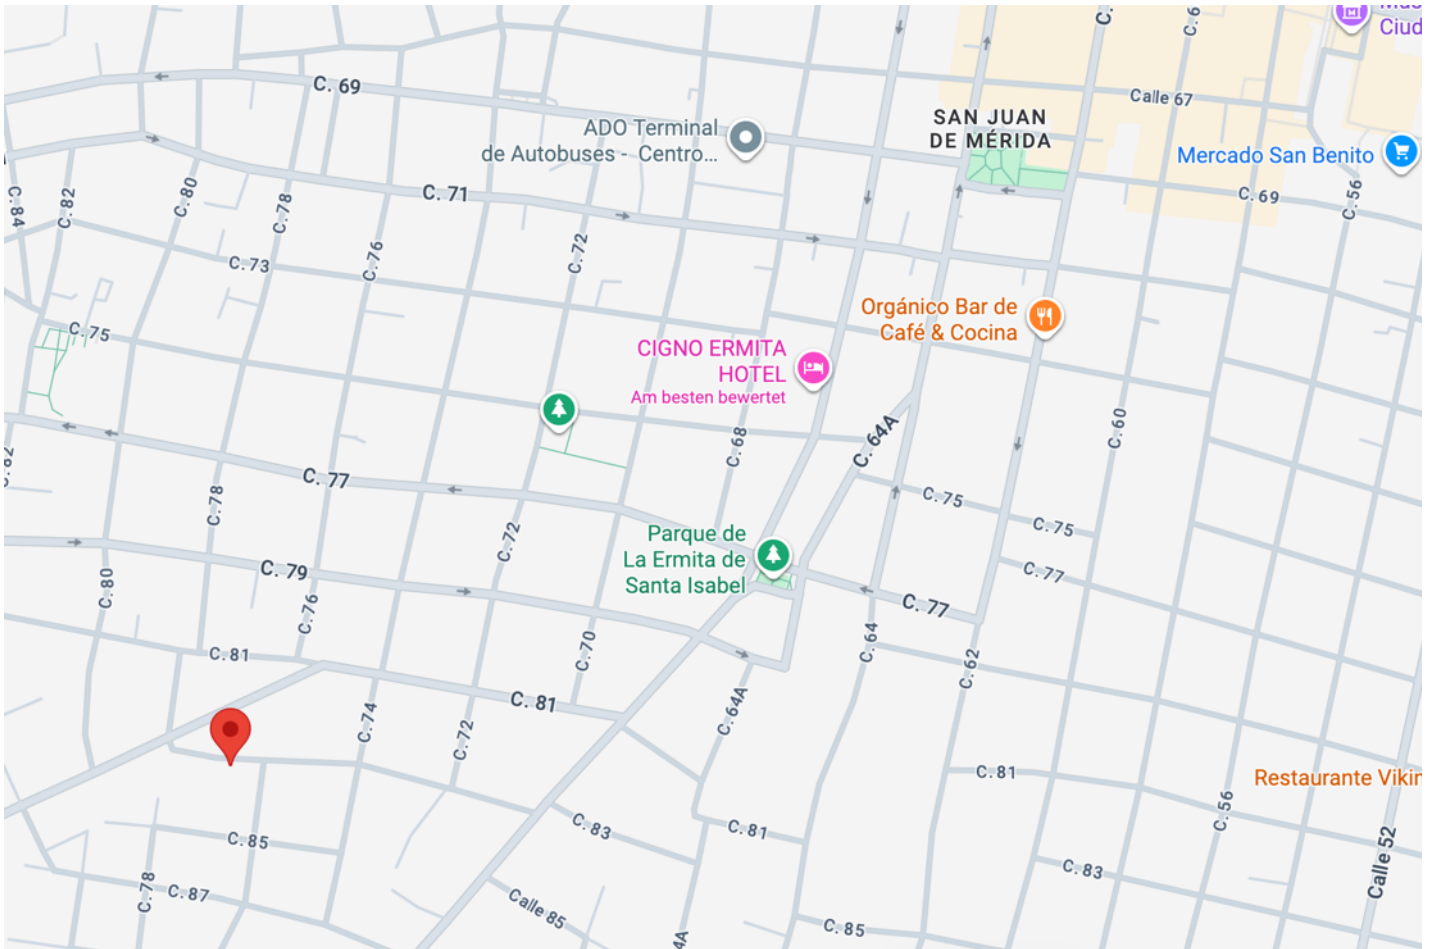 Ciud
C. 69
Calle 67
SAN JUAN
DE MÉRIDA
ADO Terminal
de Autobuses - Centro...
Mercado San Benito
C. 84
C. 82
C. 80
C. 78
C. 71
C. 69
C. 56
C. 76
C. 72
C. 73
Orgánico Bar de
Café & Cocina
C. 75
CIGNO ERMITA
HOTEL
Am besten bewertet
C. 68
C. 64A
C. 60
C. 77
C. 78
C. 75
C. 75
C. 72
Parque de
La Ermita de
Santa Isabel
C. 79
C. 77
C. 77
C. 80
C. 76
C. 70
C. 64
C. 62
C. 81
C. 81
C. 74
C. 72
C. 64A
C. 81
Restaurante Vikin
C. 56
C. 85
C. 83
C. 81
C. 83
Calle 52
C. 78
C. 87
Calle 85
C. 85